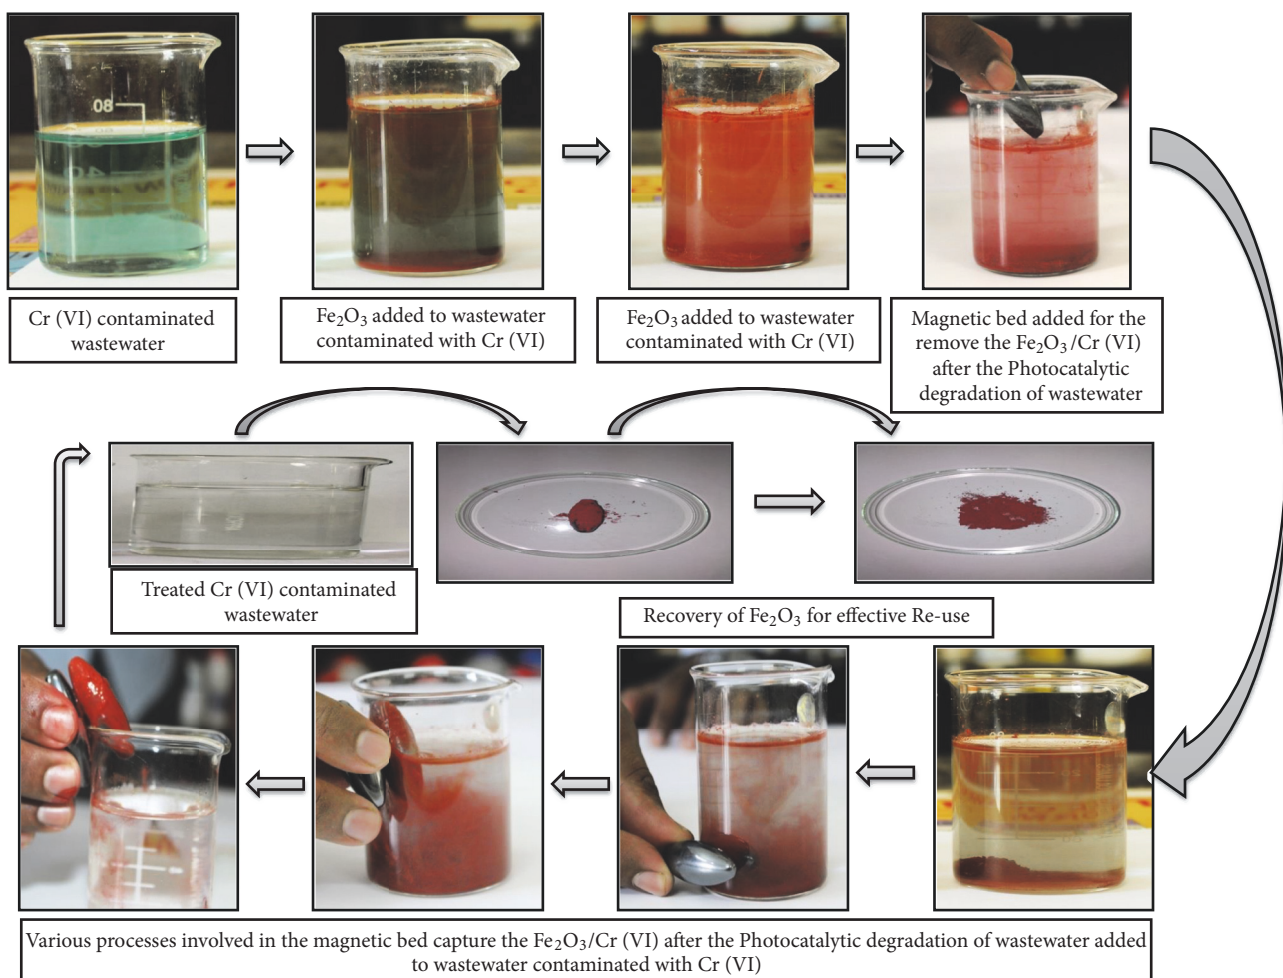 Cr (VI) contaminated
wastewater
Fe₂O₃ added to wastewater
contaminated with Cr (VI)
Fe₂O₃ added to wastewater
contaminated with Cr (VI)
Magnetic bed added for the
remove the Fe₂O₃/Cr (VI)
after the Photocatalytic
degradation of wastewater
Treated Cr (VI) contaminated
wastewater
Recovery of Fe₂O₃ for effective Re-use
Various processes involved in the magnetic bed capture the Fe₂O₃/Cr (VI) after the Photocatalytic degradation of wastewater added
to wastewater contaminated with Cr (VI)